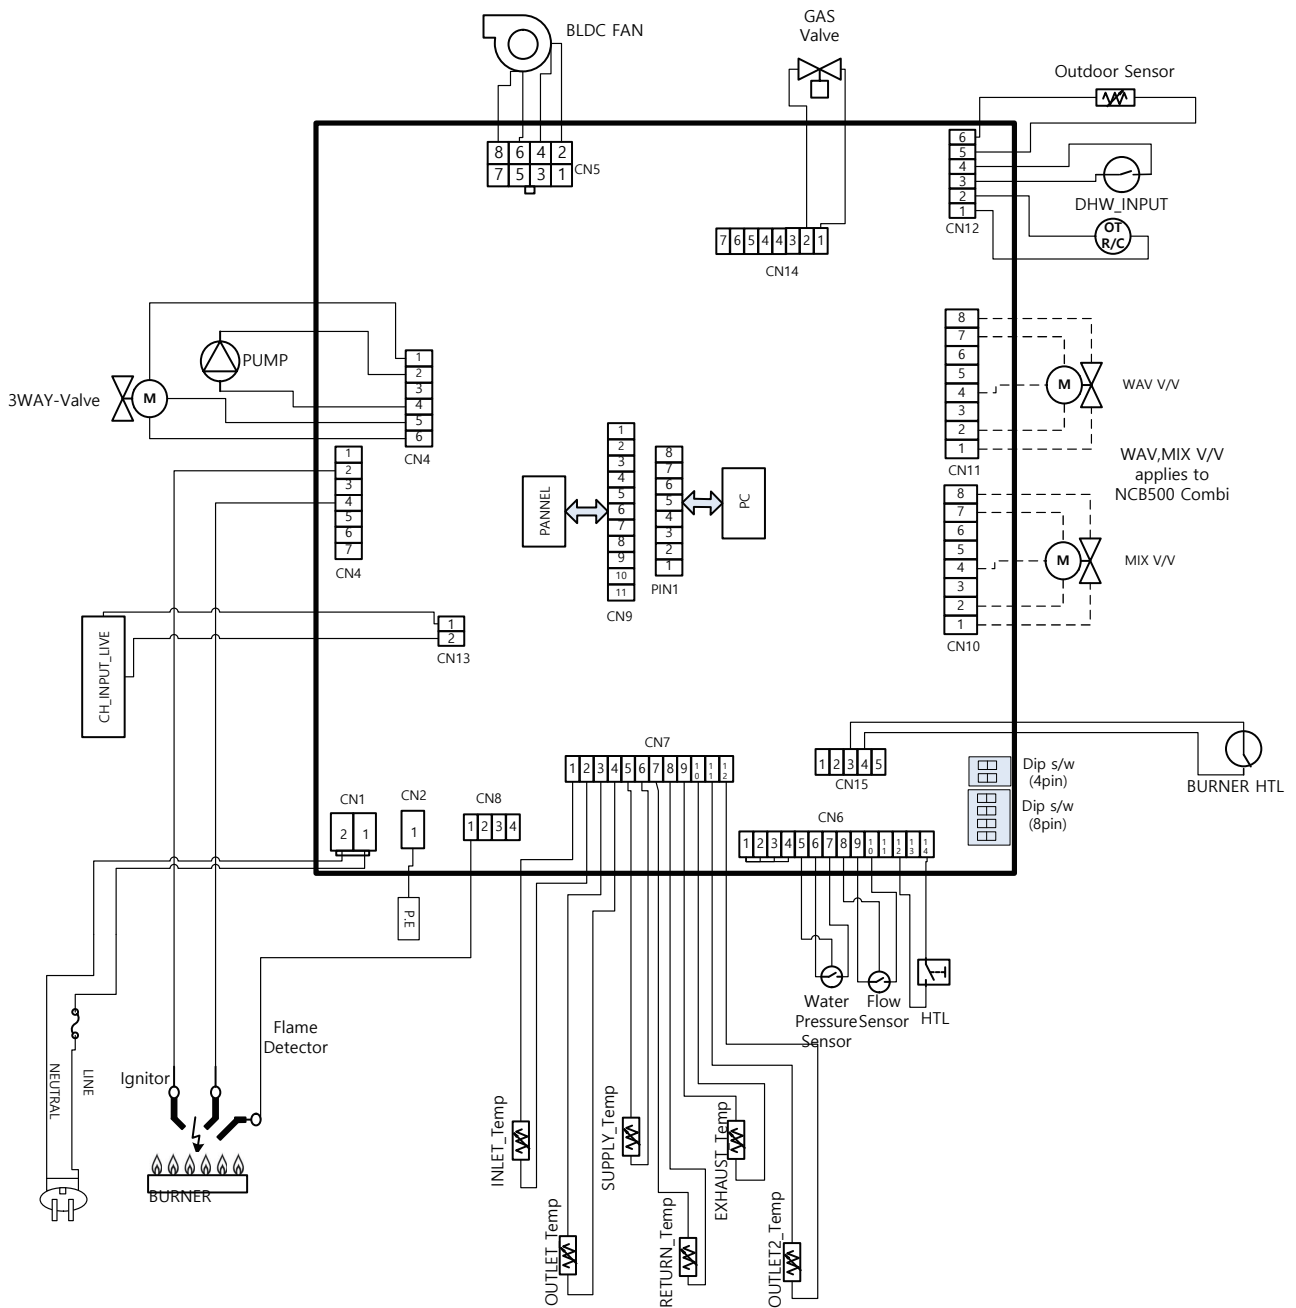 BLDC FAN
GAS
Valve
Outdoor Sensor
8 6 4 2
7 5 3 1
CN5
6
5
4
3
2
1
CN12
DHW_INPUT
OT
R/C
7 6 5 4 4 3 2 1
CN14
PUMP
3WAY-Valve
M
1
2
3
4
5
6
CN4
1
2
3
4
5
6
7
CN4
8
7
6
5
4
3
2
1
CN11
M
WAV V/V
WAV,MIX V/V
applies to
NCB500 Combi
8
7
6
5
4
3
2
1
CN10
M
MIX V/V
PANNEL
1
2
3
4
5
6
7
8
9
10
11
CN9
8
7
6
5
4
3
2
1
PIN1
PC
CH_INPUT_LIVE
1
2
CN13
CN7
1 2 3 4 5 6 7 8 9 10 11 12
1 2 3 4 5
CN15
BURNER HTL
Dip s/w
(4pin)
Dip s/w
(8pin)
CN1
2 1
CN2
1
CN8
1 2 3 4
CN6
1 2 3 4 5 6 7 8 9 10 11 12 13 14
P.E
Water
Pressure
Sensor
Flow
Sensor
HTL
Flame
Detector
Ignitor
NEUTRAL
LINE
BURNER
INLET_Temp
OUTLET_Temp
SUPPLY_Temp
RETURN_Temp
EXHAUST_Temp
OUTLET2_Temp